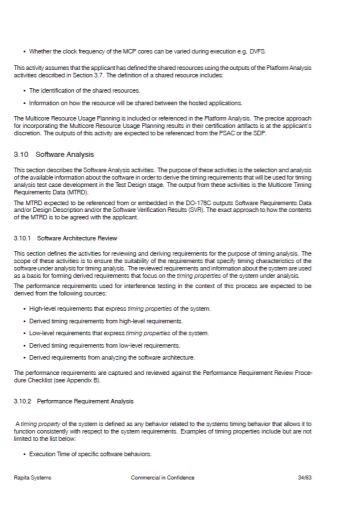 • Whether the clock frequency of the MCP cores can be varied during execution e.g. DVFS.
This activity assumes that the applicant has defined the shared resources using the outputs of the Platform Analysis
activities described in Section 3.7. The definition of a shared resource includes:
• The identification of the shared resources.
• Information on how the resource will be shared between the hosted applications.
The Multicore Resource Usage Planning is included or referenced in the Platform Analysis. The precise approach
for incorporating the Multicore Resource Usage Planning results in their certification artifacts is at the applicant's
discretion. The outputs of this activity are expected to be referenced from the PSAC or the SDP.
3.10 Software Analysis
This section describes the Software Analysis activities. The purpose of these activities is the selection and analysis
of the available information about the software in order to derive the timing requirements that will be used for timing
analysis test case development in the Test Design stage. The output from these activities is the Multicore Timing
Requirements Data (MTRD).
The MTRD expected to be referenced from or embedded in the DO-178C outputs Software Requirements Data
and/or Design Description and/or the Software Verification Results (SVR). The exact approach to how the contents
of the MTRD is to be agreed with the applicant.
3.10.1 Software Architecture Review
This section defines the activities for reviewing and deriving requirements for the purpose of timing analysis. The
scope of these activities is to ensure the suitability of the requirements that specify timing characteristics of the
software under analysis for timing analysis. The reviewed requirements and information about the system are used
as a basis for forming derived requirements that focus on the timing properties of the system under analysis.
The performance requirements used for interference testing in the context of this process are expected to be
derived from the following sources:
• High-level requirements that express timing properties of the system.
• Derived timing requirements from high-level requirements.
• Low-level requirements that express timing properties of the system.
• Derived timing requirements from low-level requirements.
• Derived requirements from analyzing the software architecture.
The performance requirements are captured and reviewed against the Performance Requirement Review Proce-
dure Checklist (see Appendix B).
3.10.2 Performance Requirement Analysis
A timing property of the system is defined as any behavior related to the systems timing behavior that allows it to
function consistently with respect to the system requirements. Examples of timing properties include but are not
limited to the list below:
• Execution Time of specific software behaviors.
Rapita Systems Commercial in Confidence 34/83